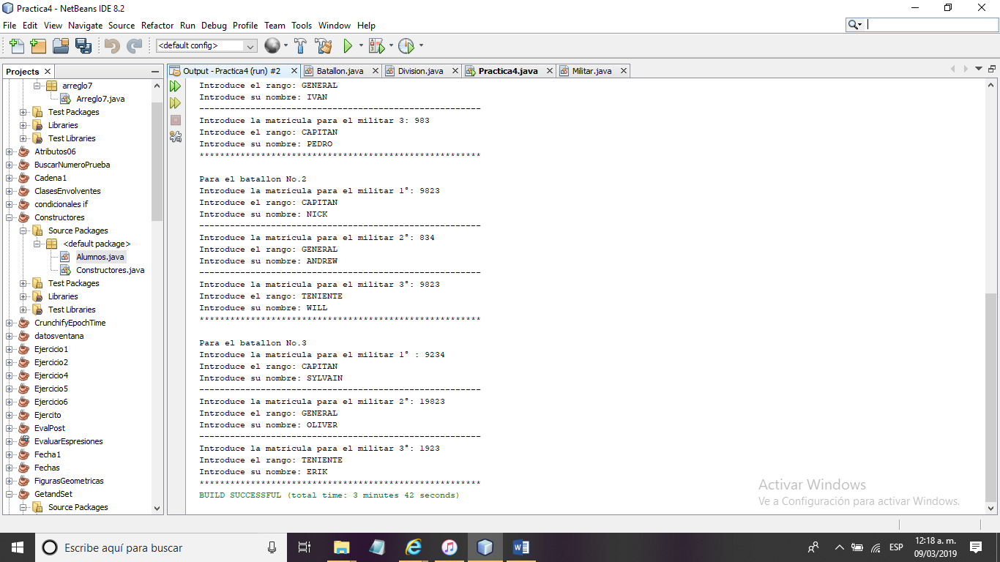 Practica4 - NetBeans IDE 8.2
File Edit View Navigate Source Refactor Run Debug Profile Team Tools Window Help
<default config>
Projects
Output - Practica4 (run) #2
Batallon.java
Division.java
Practica4.java
Militar.java
arreglo7
Arreglo7.java
Test Packages
Libraries
Test Libraries
Atributos06
BuscarNumeroPrueba
Cadena1
ClasesEnvolventes
condicionales if
Constructores
Source Packages
<default package>
Alumnos.java
Constructores.java
Test Packages
Libraries
Test Libraries
CrunchifyEpochTime
datosventana
Ejercicio1
Ejercicio2
Ejercicio4
Ejercicio5
Ejercicio6
Ejercito
EvalPost
EvaluarEspresiones
Fecha1
Fechas
FigurasGeometricas
GetandSet
Source Packages
Introduce el rango: GENERAL
Introduce su nombre: IVAN
-------------------------------------------------------
Introduce la matricula para el militar 3: 983
Introduce el rango: CAPITAN
Introduce su nombre: PEDRO
*******************************************************
Para el batallon No.2
Introduce la matricula para el militar 1°: 9823
Introduce el rango: CAPITAN
Introduce su nombre: NICK
-------------------------------------------------------
Introduce la matricula para el militar 2°: 834
Introduce el rango: GENERAL
Introduce su nombre: ANDREW
-------------------------------------------------------
Introduce la matricula para el militar 3°: 9823
Introduce el rango: TENIENTE
Introduce su nombre: WILL
*******************************************************
Para el batallon No.3
Introduce la matricula para el militar 1° : 9234
Introduce el rango: CAPITAN
Introduce su nombre: SYLVAIN
-------------------------------------------------------
Introduce la matricula para el militar 2°: 19823
Introduce el rango: GENERAL
Introduce su nombre: OLIVER
-------------------------------------------------------
Introduce la matricula para el militar 3°: 1923
Introduce el rango: TENIENTE
Introduce su nombre: ERIK
*******************************************************
BUILD SUCCESSFUL (total time: 3 minutes 42 seconds)
Activar Windows
Ve a Configuración para activar Windows.
Escribe aquí para buscar
ESP
12:18 a. m.
09/03/2019